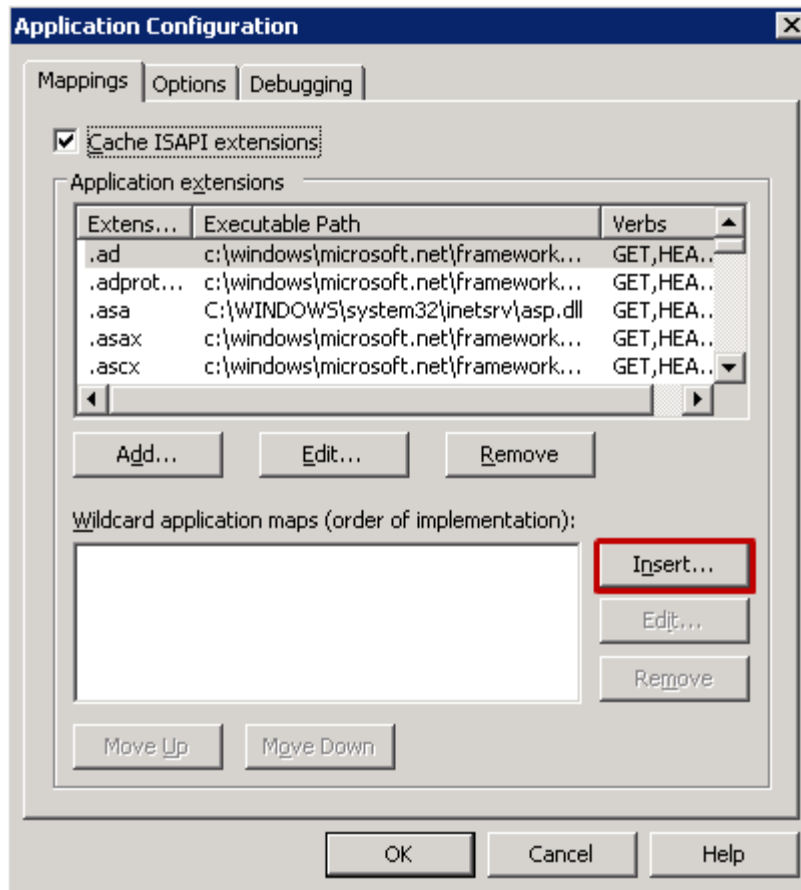 Application Configuration
Mappings Options Debugging
Cache ISAPI extensions
Application extensions
Extens... Executable Path Verbs
.ad c:\windows\microsoft.net\framework... GET,HEA...
.adprot... c:\windows\microsoft.net\framework... GET,HEA...
.asa C:\WINDOWS\system32\inetsrv\asp.dll GET,HEA...
.asax c:\windows\microsoft.net\framework... GET,HEA...
.ascx c:\windows\microsoft.net\framework... GET,HEA...
Add... Edit... Remove
Wildcard application maps (order of implementation):
Insert...
Edit...
Remove
Move Up Move Down
OK Cancel Help